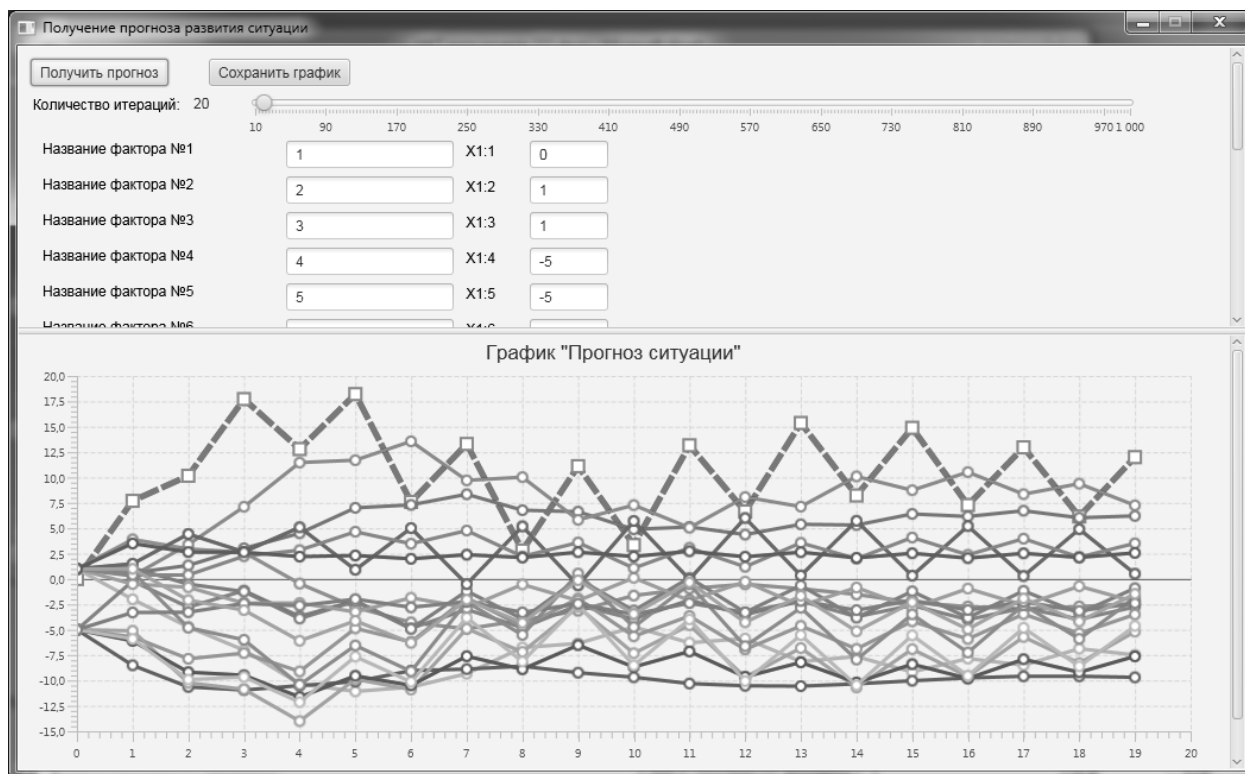 Получение прогноза развития ситуации
Получить прогноз Сохранить график
Количество итераций: 20
10 90 170 250 330 410 490 570 650 730 810 890 970 1 000
Название фактора №1 1 X1:1 0
Название фактора №2 2 X1:2 1
Название фактора №3 3 X1:3 1
Название фактора №4 4 X1:4 -5
Название фактора №5 5 X1:5 -5
Название фактора №6 X1:6
График "Прогноз ситуации"
20,0
17,5
15,0
12,5
10,0
7,5
5,0
2,5
0,0
-2,5
-5,0
-7,5
-10,0
-12,5
-15,0
0 1 2 3 4 5 6 7 8 9 10 11 12 13 14 15 16 17 18 19 20